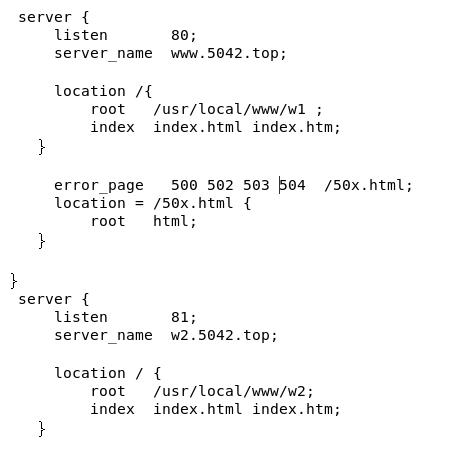 server {
    listen       80;
    server_name  www.5042.top;
    location /{
        root   /usr/local/www/w1 ;
        index  index.html index.htm;
  }
    error_page   500 502 503 504  /50x.html;
    location = /50x.html {
        root   html;
  }
}
server {
    listen       81;
    server_name  w2.5042.top;
    location / {
        root   /usr/local/www/w2;
        index  index.html index.htm;
  }